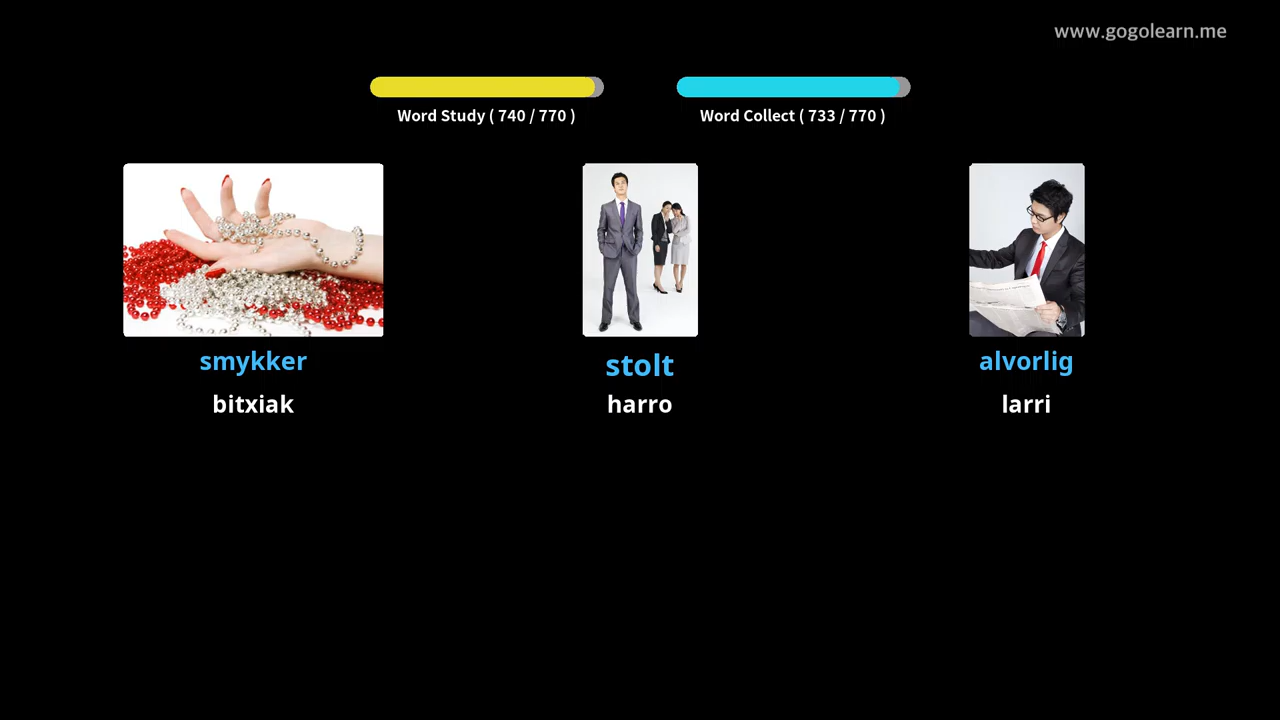 www.gogolearn.me
Word Study ( 740 / 770 )
Word Collect ( 733 / 770 )
smykker
stolt
alvorlig
bitxiak
harro
larri